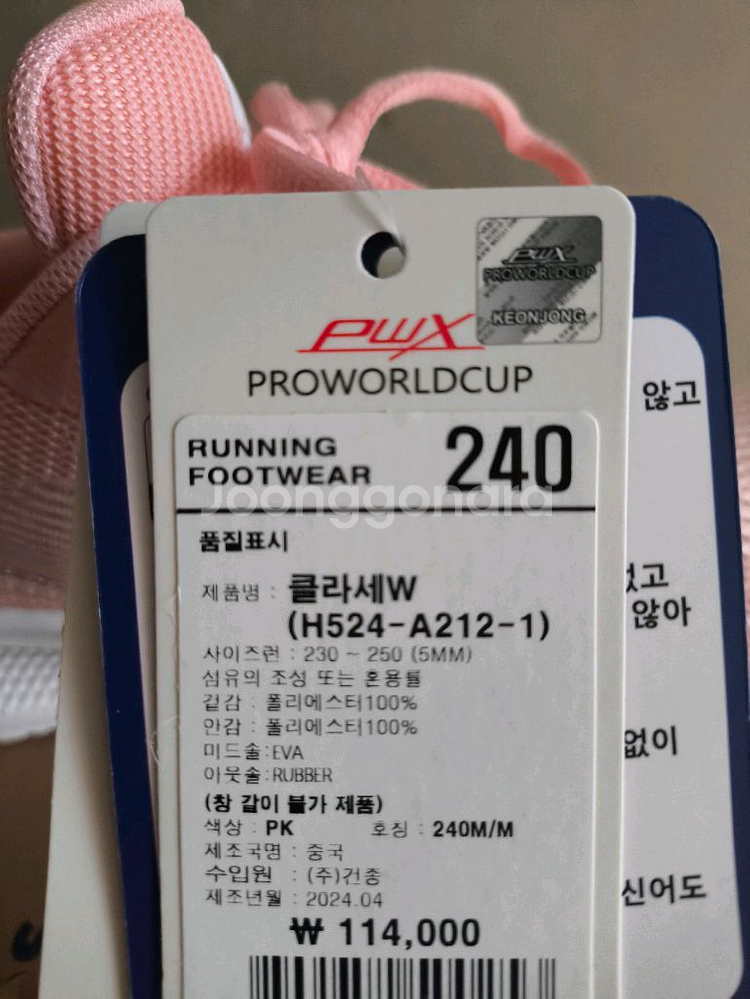 PWX
PROWORLDCUP
KEONJONG
PWX
PROWORLDCUP
않고
RUNNING
FOOTWEAR
240
Joonggonara
품질표시
제품명 : 클라세W
(H524-A212-1)
없고
않아
사이즈런 : 230 ~ 250 (5MM)
섬유의 조성 또는 혼용률
겉감 : 폴리에스터100%
안감 : 폴리에스터100%
없이
미드솔:EVA
아웃솔:RUBBER
(창 갈이 불가 제품)
색상 : PK 호칭 : 240M/M
제조국명 : 중국
수입원 : (주)건종
신어도
제조년월 : 2024.04
₩ 114,000